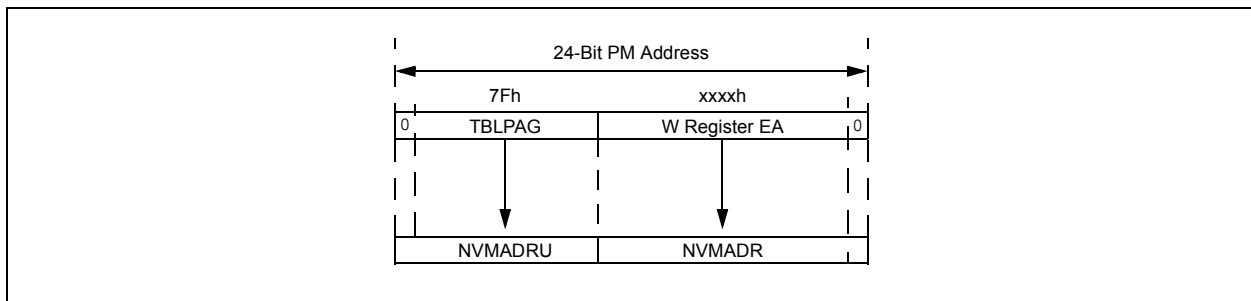 24-Bit PM Address
7Fh xxxxh
0 TBLPAG W Register EA 0
NVMADRU NVMADR